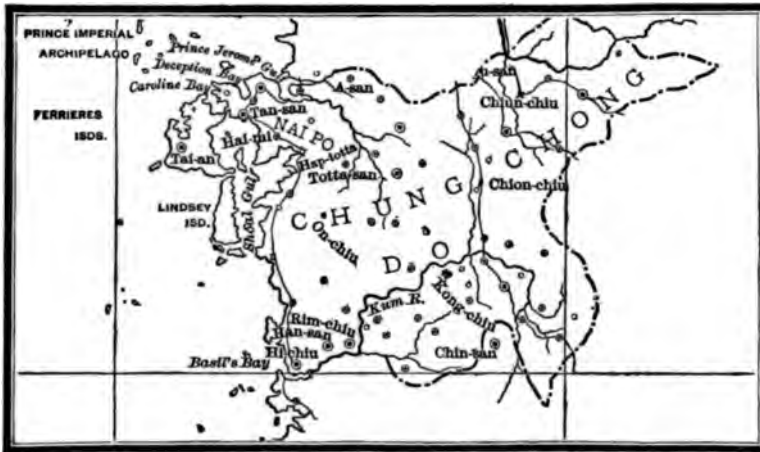 PRINCE IMPERIAL
ARCHIPELAGO
Prince Jerome Gulf
Deception Bay
Caroline Bay
FERRIERES
ISDS.
A-san
Tan-san
NAIPO
Hai-mi
Tai-an
Hap-totta
Totta-san
Chiun-chiu
CHUNG
CHONG
DO
Chion-chiu
LINDSEY
ISD.
Shoal Gulf
On-chiu
Kum R.
Kong-chiu
Rim-chiu
Han-san
Hi-chiu
Chin-san
Basil's Bay